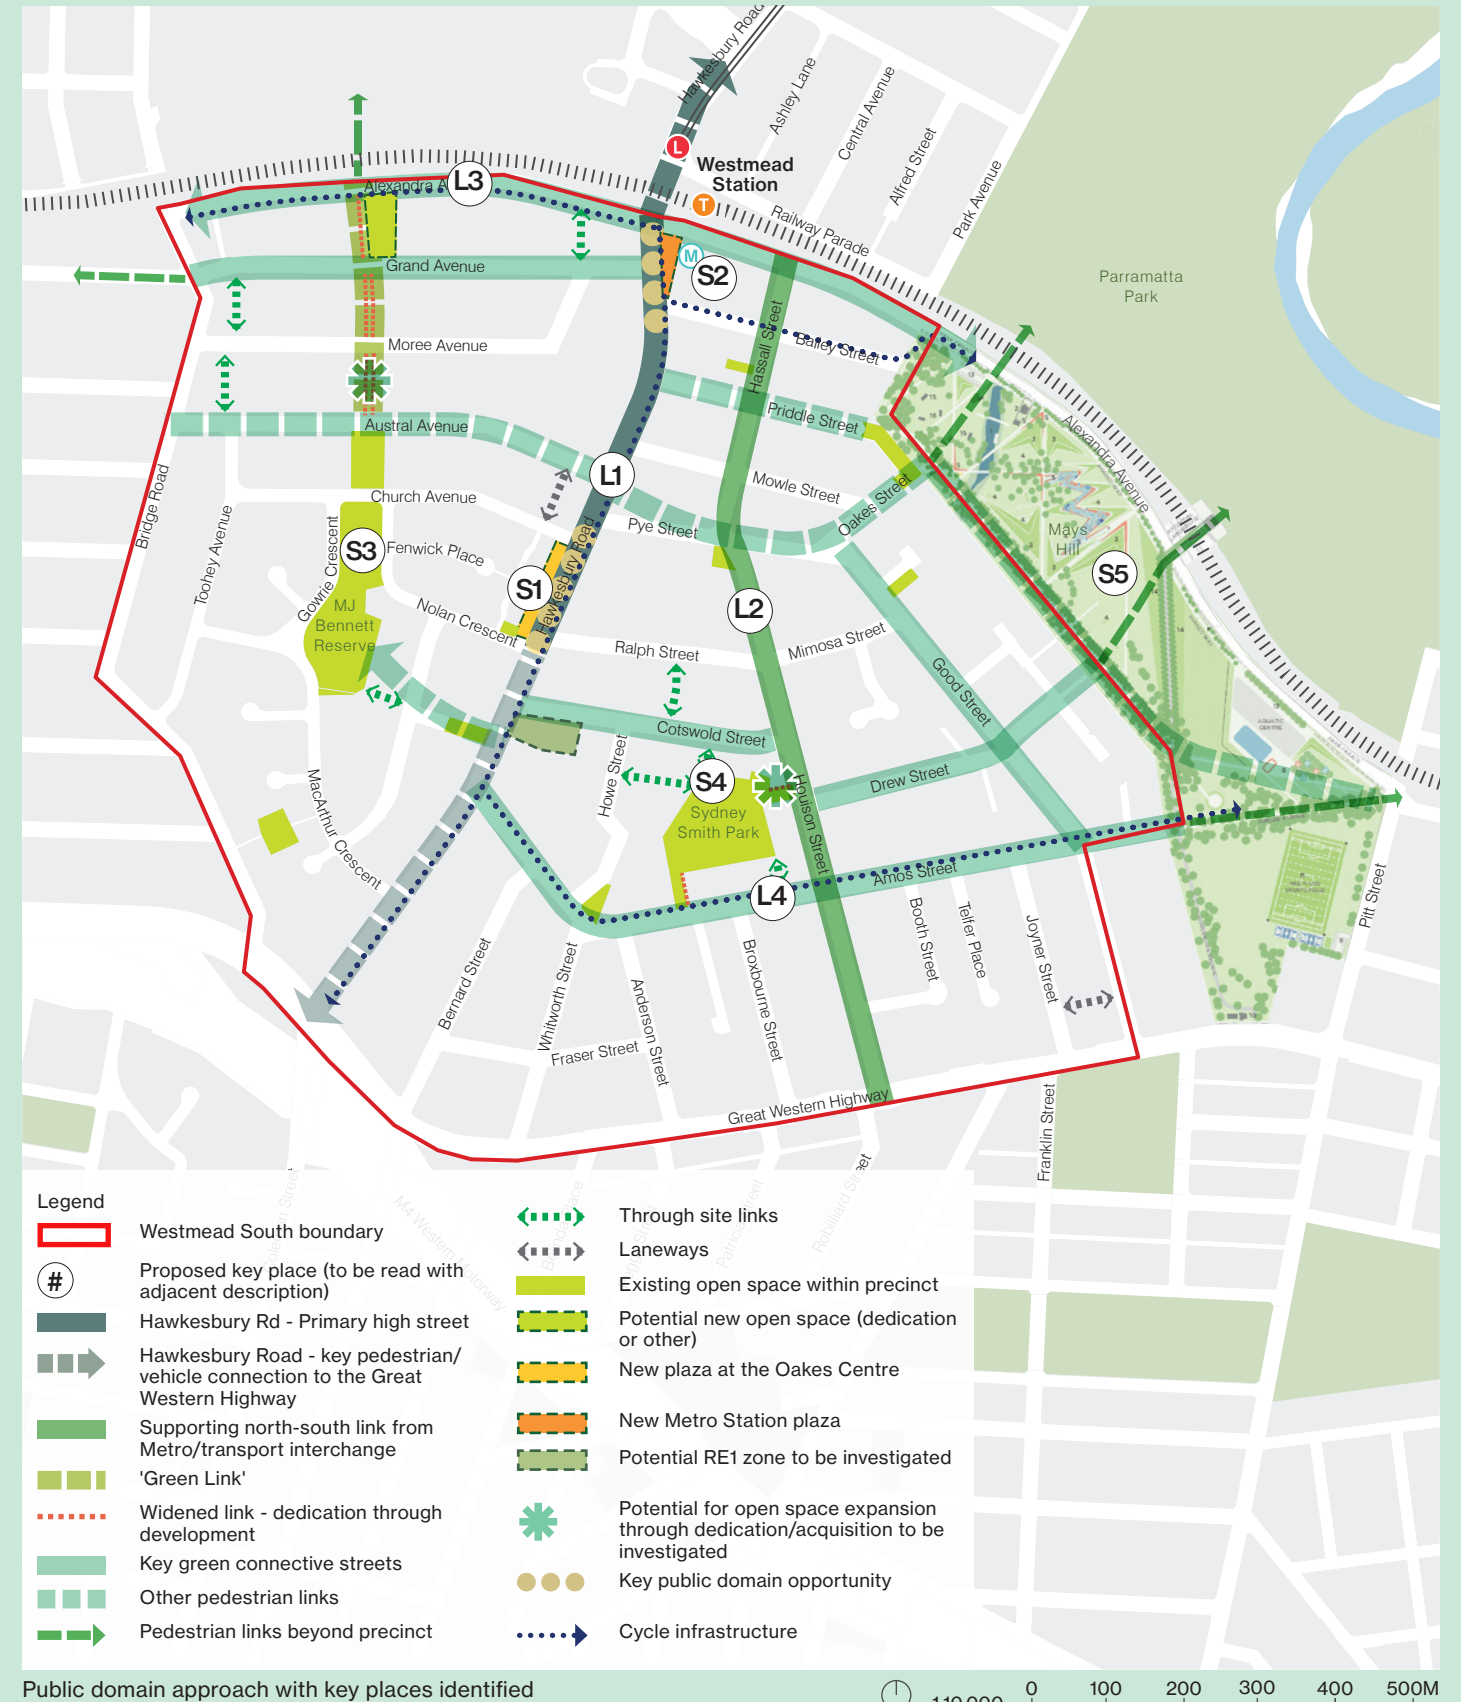 Hawkesbury Road
Ashley Lane
Central Avenue
Alfred Street
Park Avenue
L
Westmead
Station
T
Railway Parade
Alexandra A
L3
Grand Avenue
M
S2
Parramatta
Park
Moree Avenue
Hassall Street
Bailey Street
Priddle Street
Austral Avenue
Alexandra Avenue
Bridge Road
L1
Church Avenue
Mowle Street
Oakes Street
Pye Street
Toohey Avenue
Gowrie Crescent
S3
Fenwick Place
Hawkesbury Road
S1
Mays
Hill
S5
MJ
Bennett
Reserve
Nolan Crescent
L2
Ralph Street
Mimosa Street
Good Street
AQUATIC
CENTRE
Cotswold Street
Howe Street
S4
Sydney
Smith Park
Houison Street
Drew Street
MacArthur Crescent
L4
Amos Street
Pitt Street
Bernard Street
Whitworth Street
Anderson Street
Broxbourne Street
Booth Street
Telfer Place
Joyner Street
Fraser Street
Great Western Highway
Franklin Street
Robilliard Street
M4 Western Motorway
Legend
Westmead South boundary
#
Proposed key place (to be read with
adjacent description)
Hawkesbury Rd - Primary high street
Hawkesbury Road - key pedestrian/
vehicle connection to the Great
Western Highway
Supporting north-south link from
Metro/transport interchange
'Green Link'
Widened link - dedication through
development
Key green connective streets
Other pedestrian links
Pedestrian links beyond precinct
Through site links
Laneways
Existing open space within precinct
Potential new open space (dedication
or other)
New plaza at the Oakes Centre
New Metro Station plaza
Potential RE1 zone to be investigated
Potential for open space expansion
through dedication/acquisition to be
investigated
Key public domain opportunity
Cycle infrastructure
Public domain approach with key places identified
0 100 200 300 400 500M